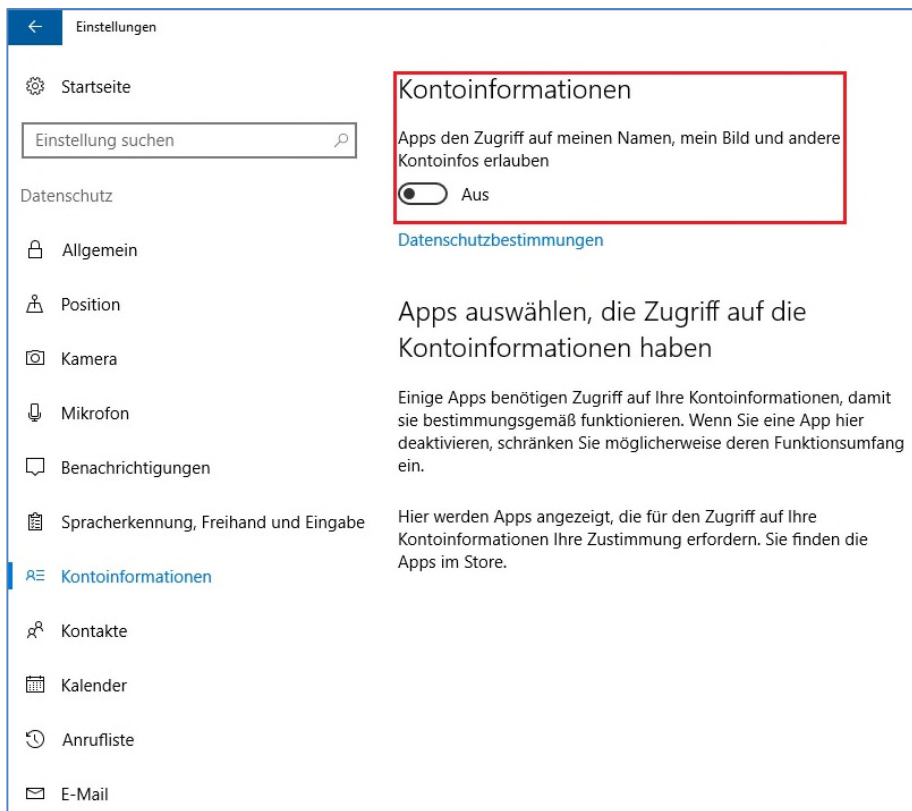 Einstellungen
Startseite
Einstellung suchen
Datenschutz
Allgemein
Position
Kamera
Mikrofon
Benachrichtigungen
Spracherkennung, Freihand und Eingabe
Kontoinformationen
Kontakte
Kalender
Anrufliste
E-Mail
Kontoinformationen
Apps den Zugriff auf meinen Namen, mein Bild und andere
Kontoinfos erlauben
Aus
Datenschutzbestimmungen
Apps auswählen, die Zugriff auf die
Kontoinformationen haben
Einige Apps benötigen Zugriff auf Ihre Kontoinformationen, damit
sie bestimmungsgemäß funktionieren. Wenn Sie eine App hier
deaktivieren, schränken Sie möglicherweise deren Funktionsumfang
ein.
Hier werden Apps angezeigt, die für den Zugriff auf Ihre
Kontoinformationen Ihre Zustimmung erfordern. Sie finden die
Apps im Store.